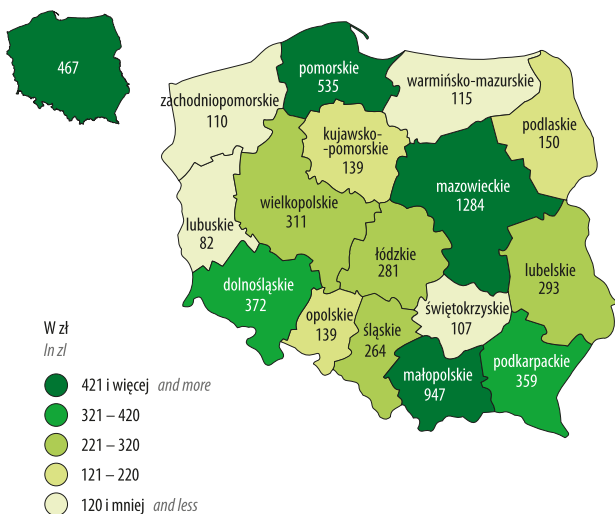 467
pomorskie
535
warmińsko-mazurskie
115
zachodniopomorskie
110
podlaskie
150
kujawsko-
-pomorskie
139
mazowieckie
1284
wielkopolskie
311
lubuskie
82
łódzkie
281
lubelskie
293
dolnośląskie
372
opolskie
139
śląskie
264
świętokrzyskie
107
podkarpackie
359
małopolskie
947
W zł
In zl
421 i więcej and more
321 – 420
221 – 320
121 – 220
120 i mniej and less